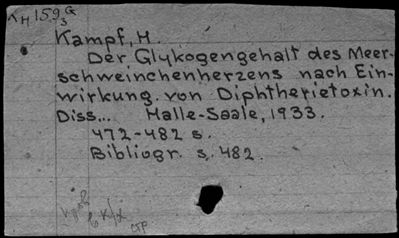 Kampf, H.
Der Glykogengehalt des Meer-
schweinchenherzens nach Ein-
wirkung von Diphtherietoxin.
Diss... Halle-Saale, 1933.
472-482 s.
Bibliogr. s. 482.